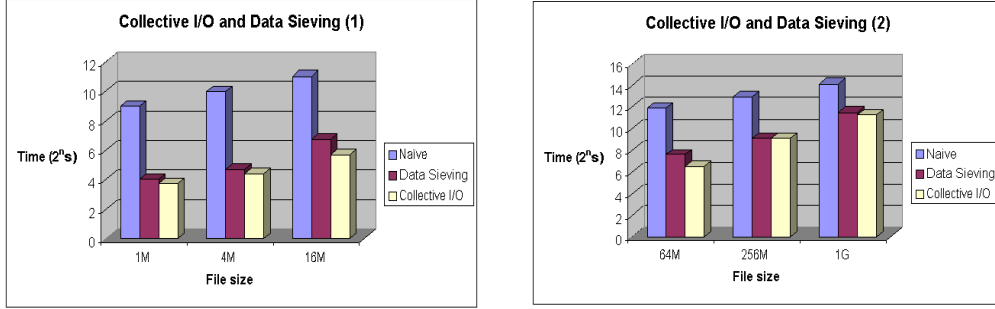 Collective I/O and Data Sieving (1)
12
10
8
6
4
2
0
Time (2ⁿs)
1M 4M 16M
File size
Naive
Data Sieving
Collective I/O
Collective I/O and Data Sieving (2)
16
14
12
10
8
6
4
2
0
Time (2ⁿs)
64M 256M 1G
File size
Naive
Data Sieving
Collective I/O